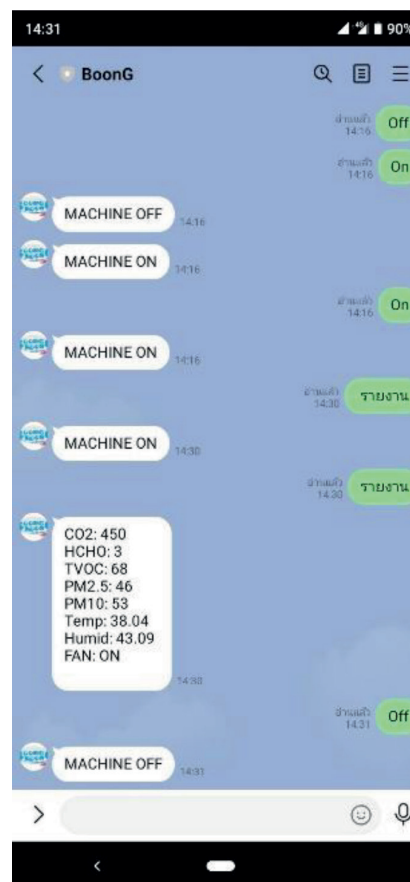 14:31
90%
BoonG
อ่านแล้ว
14:16
Off
อ่านแล้ว
14:16
On
MACHINE OFF
14:16
MACHINE ON
14:16
อ่านแล้ว
14:16
On
MACHINE ON
14:16
อ่านแล้ว
14:30
รายงาน
MACHINE ON
14:30
อ่านแล้ว
14:30
รายงาน
CO2: 450
HCHO: 3
TVOC: 68
PM2.5: 46
PM10: 53
Temp: 38.04
Humid: 43.09
FAN: ON
14:30
อ่านแล้ว
14:31
Off
MACHINE OFF
14:31